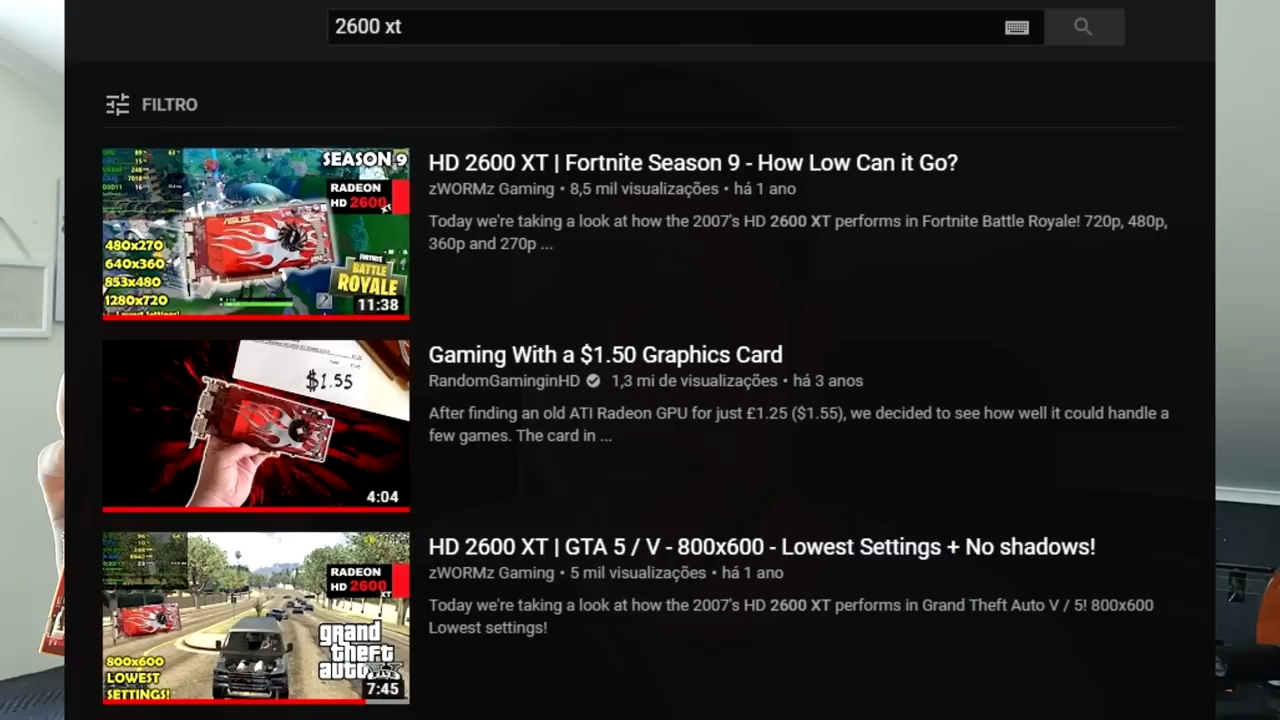 2600 xt
FILTRO
SEASON 9
RADEON
HD 2600
XT
480x270
640x360
853x480
1280x720
Lowest Settings!
FORTNITE
BATTLE
ROYALE
11:38
HD 2600 XT | Fortnite Season 9 - How Low Can it Go?
zWORMz Gaming • 8,5 mil visualizações • há 1 ano
Today we're taking a look at how the 2007's HD 2600 XT performs in Fortnite Battle Royale! 720p, 480p,
360p and 270p ...
$1.55
4:04
Gaming With a $1.50 Graphics Card
RandomGaminginHD 1,3 mi de visualizações • há 3 anos
After finding an old ATI Radeon GPU for just £1.25 ($1.55), we decided to see how well it could handle a
few games. The card in ...
RADEON
HD 2600
XT
grand
theft
auto
800x600
LOWEST
SETTINGS!
7:45
HD 2600 XT | GTA 5 / V - 800x600 - Lowest Settings + No shadows!
zWORMz Gaming • 5 mil visualizações • há 1 ano
Today we're taking a look at how the 2007's HD 2600 XT performs in Grand Theft Auto V / 5! 800x600
Lowest settings!